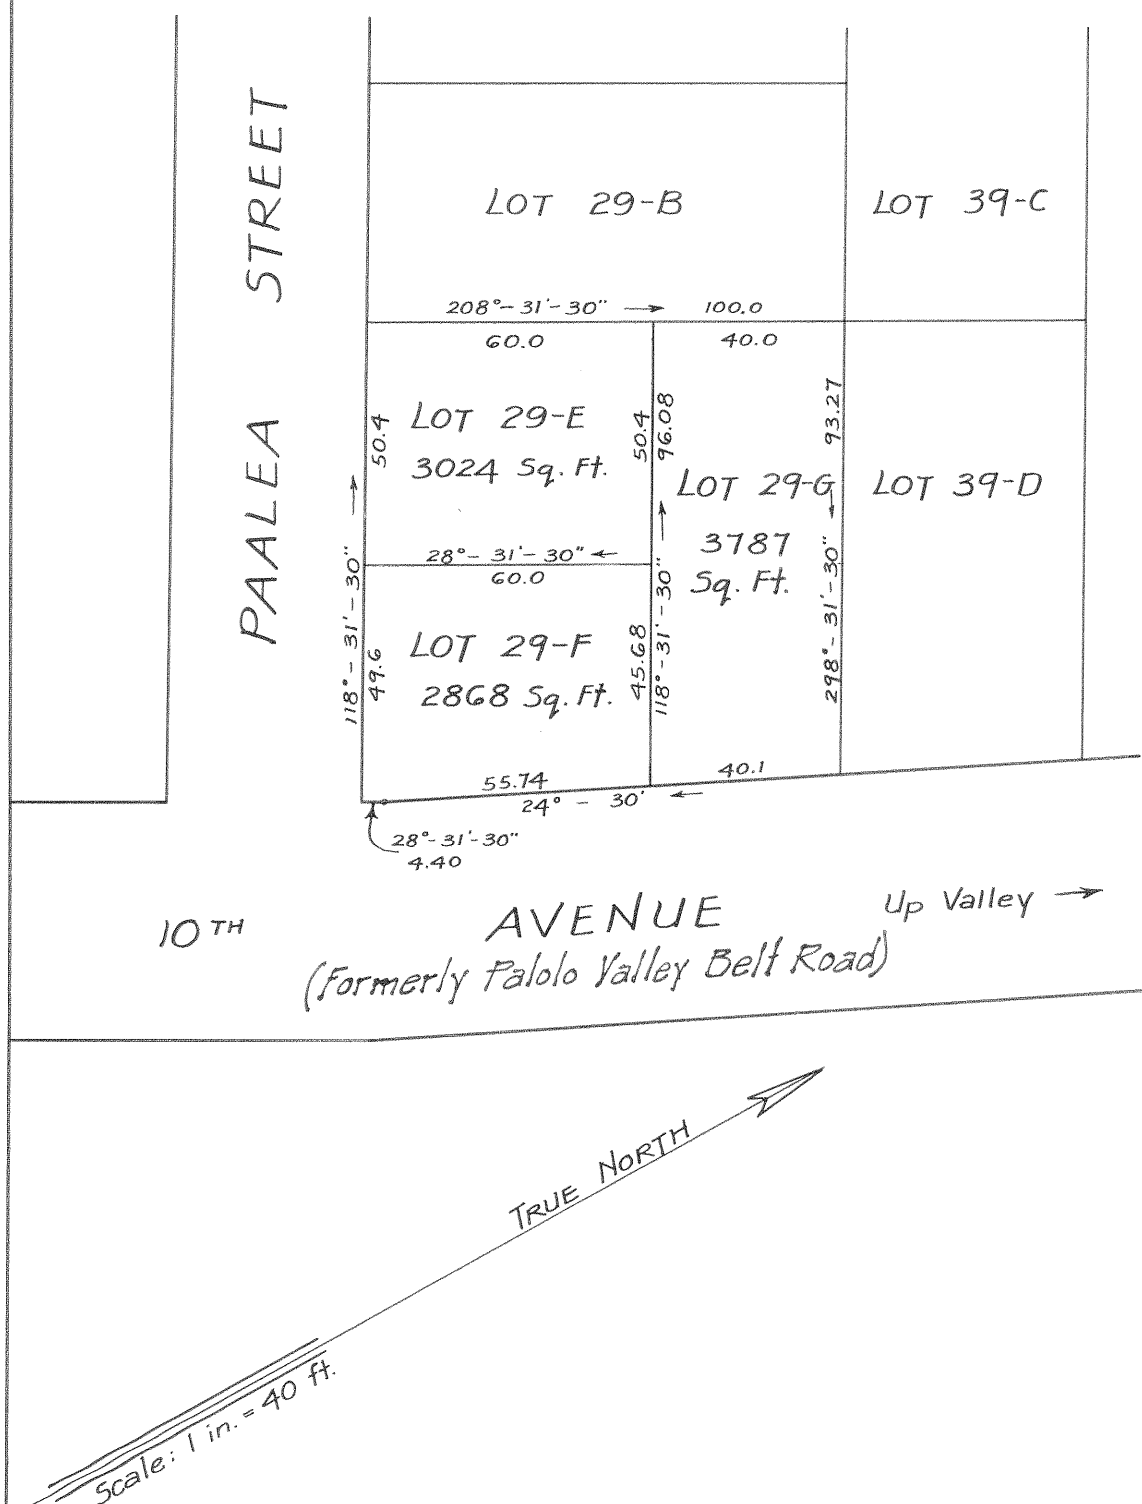 PAALEA STREET
LOT 29-B
LOT 39-C
208°-31'-30" → 100.0
60.0
40.0
50.4
LOT 29-E
3024 Sq. Ft.
50.4
96.08
93.27
LOT 29-G
3787
Sq. Ft.
LOT 39-D
118°-31'-30" →
28°-31'-30" ←
60.0
118°-31'-30" →
298°-31'-30" →
49.6
LOT 29-F
2868 Sq. Ft.
45.68
55.74
40.1
24° - 30' ←
28°-31'-30"
4.40
10TH AVENUE
Up Valley →
(Formerly Palolo Valley Belt Road)
TRUE NORTH
Scale: 1 in. = 40 ft.